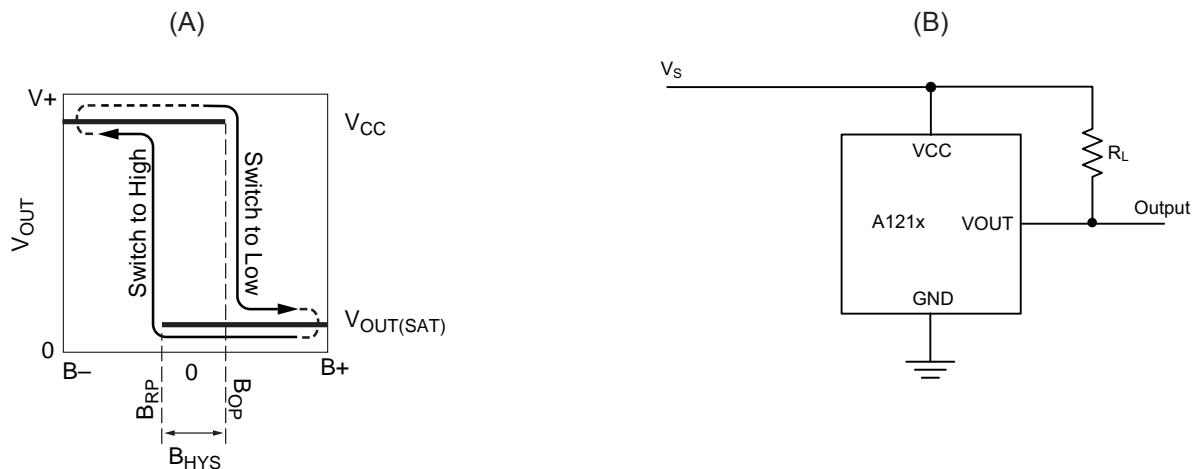 (A)
V+
VCC
Switch to High
Switch to Low
VOUT
VOUT(SAT)
0
B–
0
B+
BRP
BOP
BHYS
(B)
VS
VCC
RL
A121x
VOUT
Output
GND